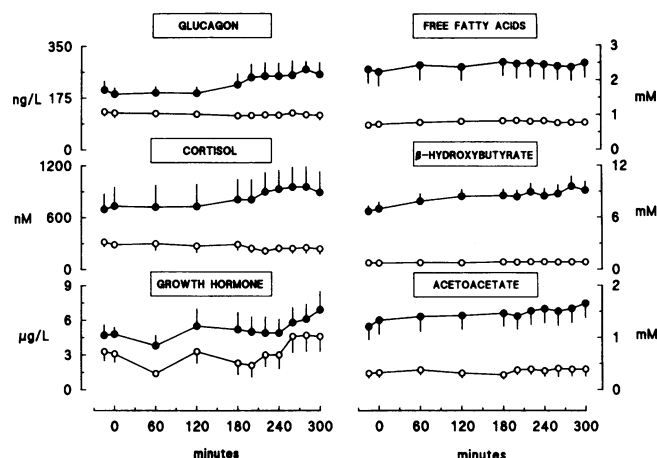 GLUCAGON
350
ng/L
175
0
CORTISOL
1200
nM
600
0
GROWTH HORMONE
9
µg/L
6
3
0
0 60 120 180 240 300
minutes
FREE FATTY ACIDS
3
2
mM
1
0
β-HYDROXYBUTYRATE
12
mM
6
0
ACETOACETATE
2
1
mM
0
0 60 120 180 240 300
minutes